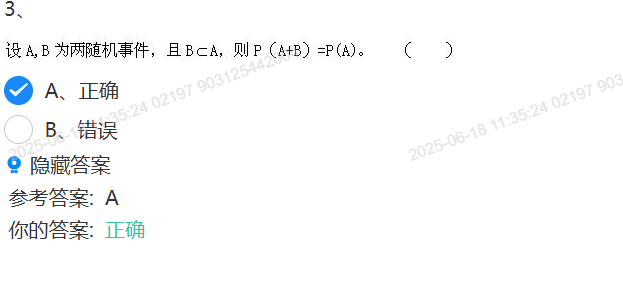 3、
设 A,B 为两随机事件，且 B⊂A，则 P（A+B）=P(A)。 （ ）
A、正确
B、错误
隐藏答案
参考答案: A
你的答案: 正确
2025-06-18 11:35:24 02197 903125442
2025-06-18 11:35:24 02197 903